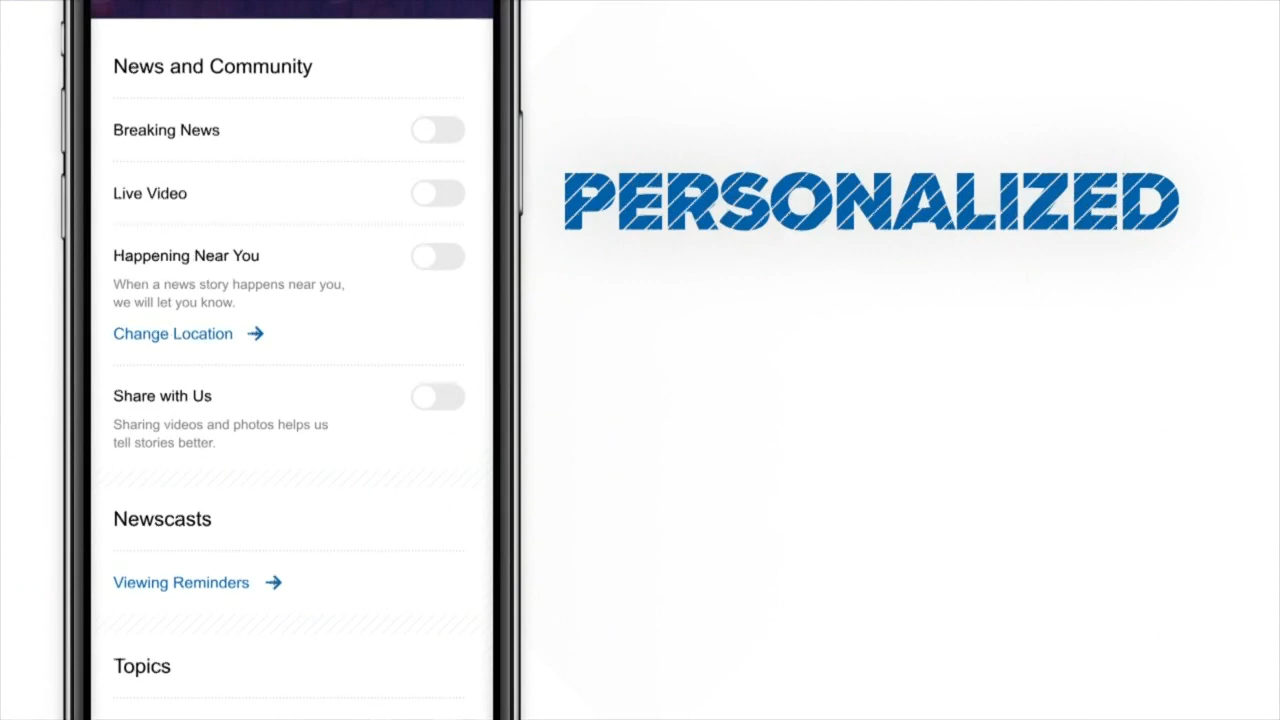 News and Community
Breaking News
Live Video
Happening Near You
When a news story happens near you,
we will let you know.
Change Location
Share with Us
Sharing videos and photos helps us
tell stories better.
Newscasts
Viewing Reminders
Topics
PERSONALIZED